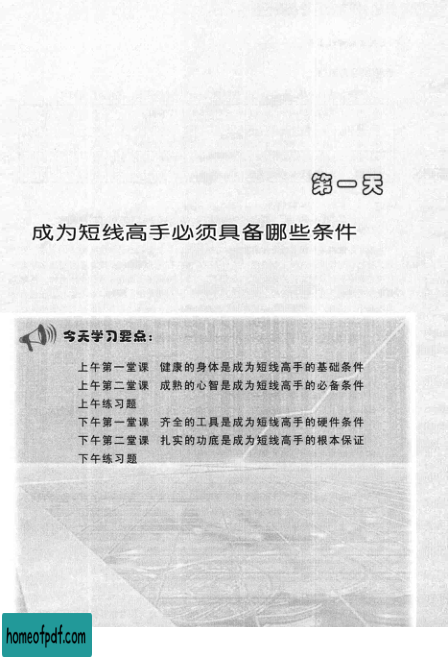 第一天
成为短线高手必须具备哪些条件
今天学习要点:
上午第一堂课 健康的身体是成为短线高手的基础条件
上午第二堂课 成熟的心智是成为短线高手的必备条件
上午练习题
下午第一堂课 齐全的工具是成为短线高手的硬件条件
下午第二堂课 扎实的功底是成为短线高手的根本保证
下午练习题
homeofpdf.com